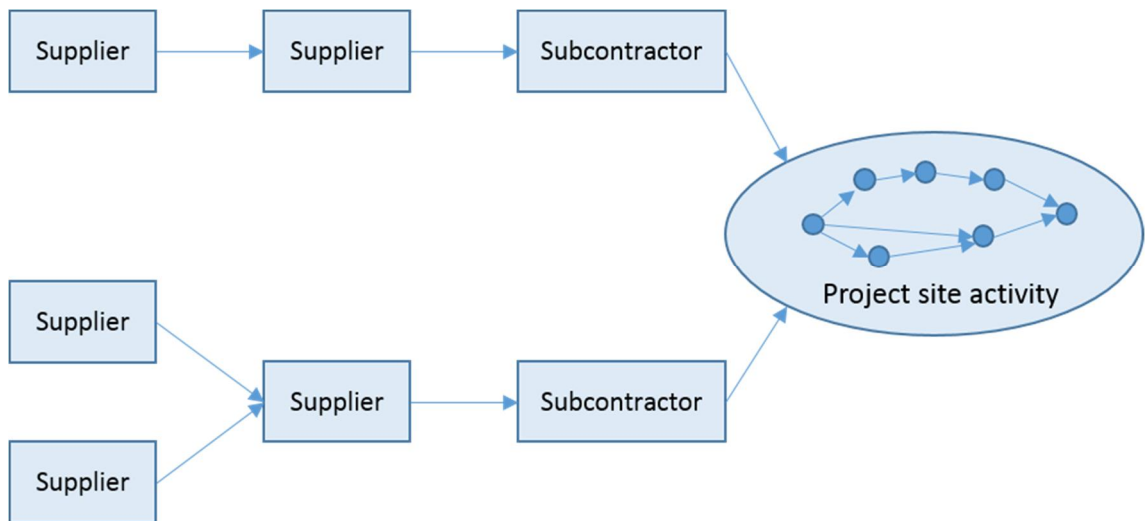 Supplier
Supplier
Subcontractor
Project site activity
Supplier
Supplier
Subcontractor
Supplier